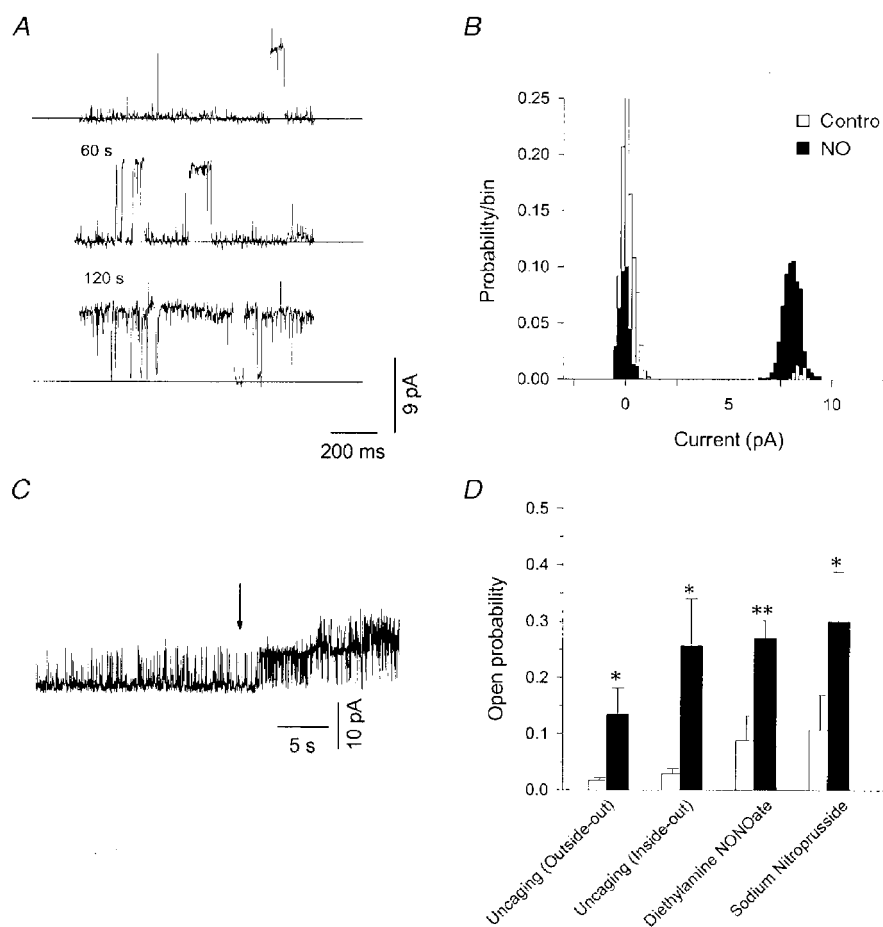 A
60 s
120 s
9 pA
200 ms
B
0.25
0.20
0.15
0.10
0.05
0.00
Probability/bin
Contro
NO
0
5
10
Current (pA)
C
5 s
10 pA
D
0.5
0.4
0.3
0.2
0.1
0.0
Open probability
*
*
**
*
Uncaging (Outside-out)
Uncaging (Inside-out)
Diethylamine NONOate
Sodium Nitroprusside